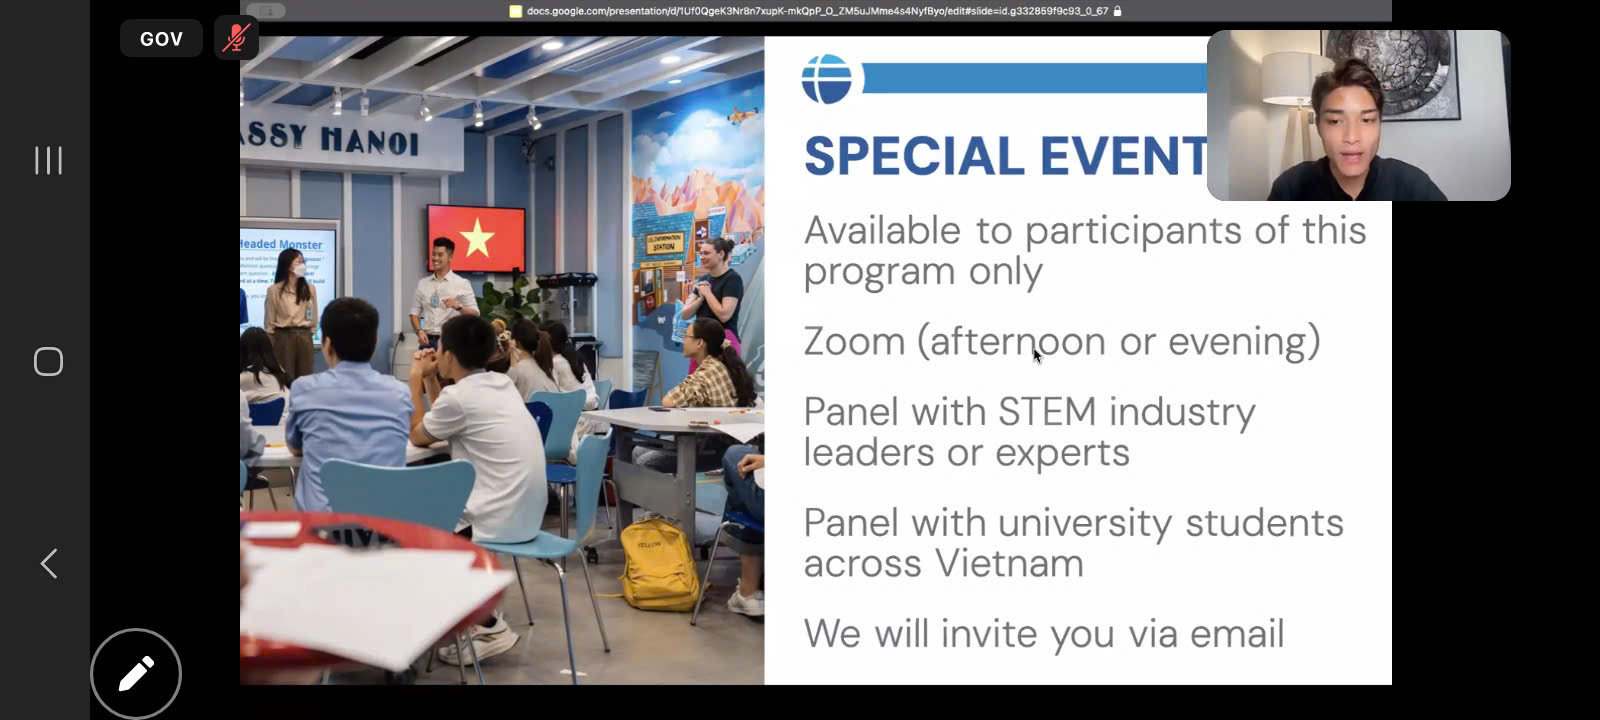 docs.google.com/presentation/d/1Uf0QgeK3Nr8n7xupK-mkQpP_O_ZM5uJMme4s4NyfByo/edit#slide=id.g332859f9c93_0_67
GOV
ASSY HANOI
Headed Monster
INFORMATION
STATION
YELLOW
SPECIAL EVENT
Available to participants of this
program only
Zoom (afternoon or evening)
Panel with STEM industry
leaders or experts
Panel with university students
across Vietnam
We will invite you via email